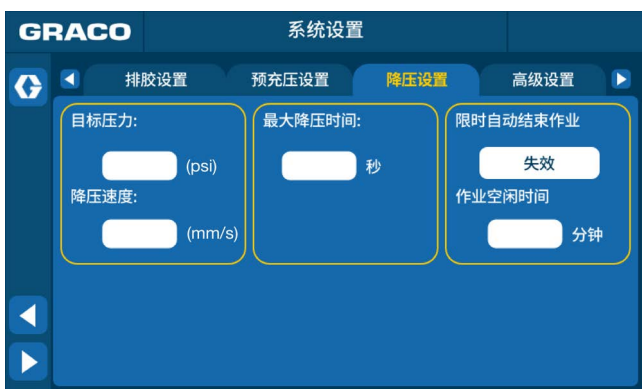 GRACO
系统设置
排胶设置 预充压设置 降压设置 高级设置
目标压力:
(psi)
降压速度:
(mm/s)
最大降压时间:
秒
限时自动结束作业
失效
作业空闲时间
分钟